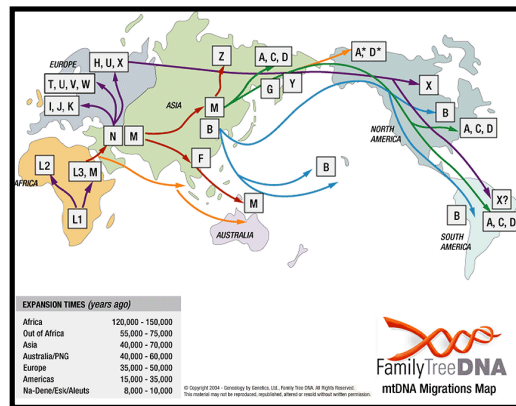 Z
A, C, D
A* D*
H, U, X
EUROPE
T, U, V, W
I, J, K
ASIA
G
Y
M
B
N
M
F
X
B
NORTH
AMERICA
A, C, D
L2
AFRICA
L3, M
L1
B
M
AUSTRALIA
X?
B
A, C, D
SOUTH
AMERICA
EXPANSION TIMES (years ago)
Africa 120,000 - 150,000
Out of Africa 55,000 - 75,000
Asia 40,000 - 70,000
Australia/PNG 40,000 - 60,000
Europe 35,000 - 50,000
Americas 15,000 - 35,000
Na-Dene/Esk/Aleuts 8,000 - 10,000
FamilyTreeDNA
mtDNA Migrations Map
© Copyright 2004 - Genealogy by Genetics, Ltd., Family Tree DNA. All Rights Reserved.
This material may not be reproduced, republished, altered or resold without written permission.